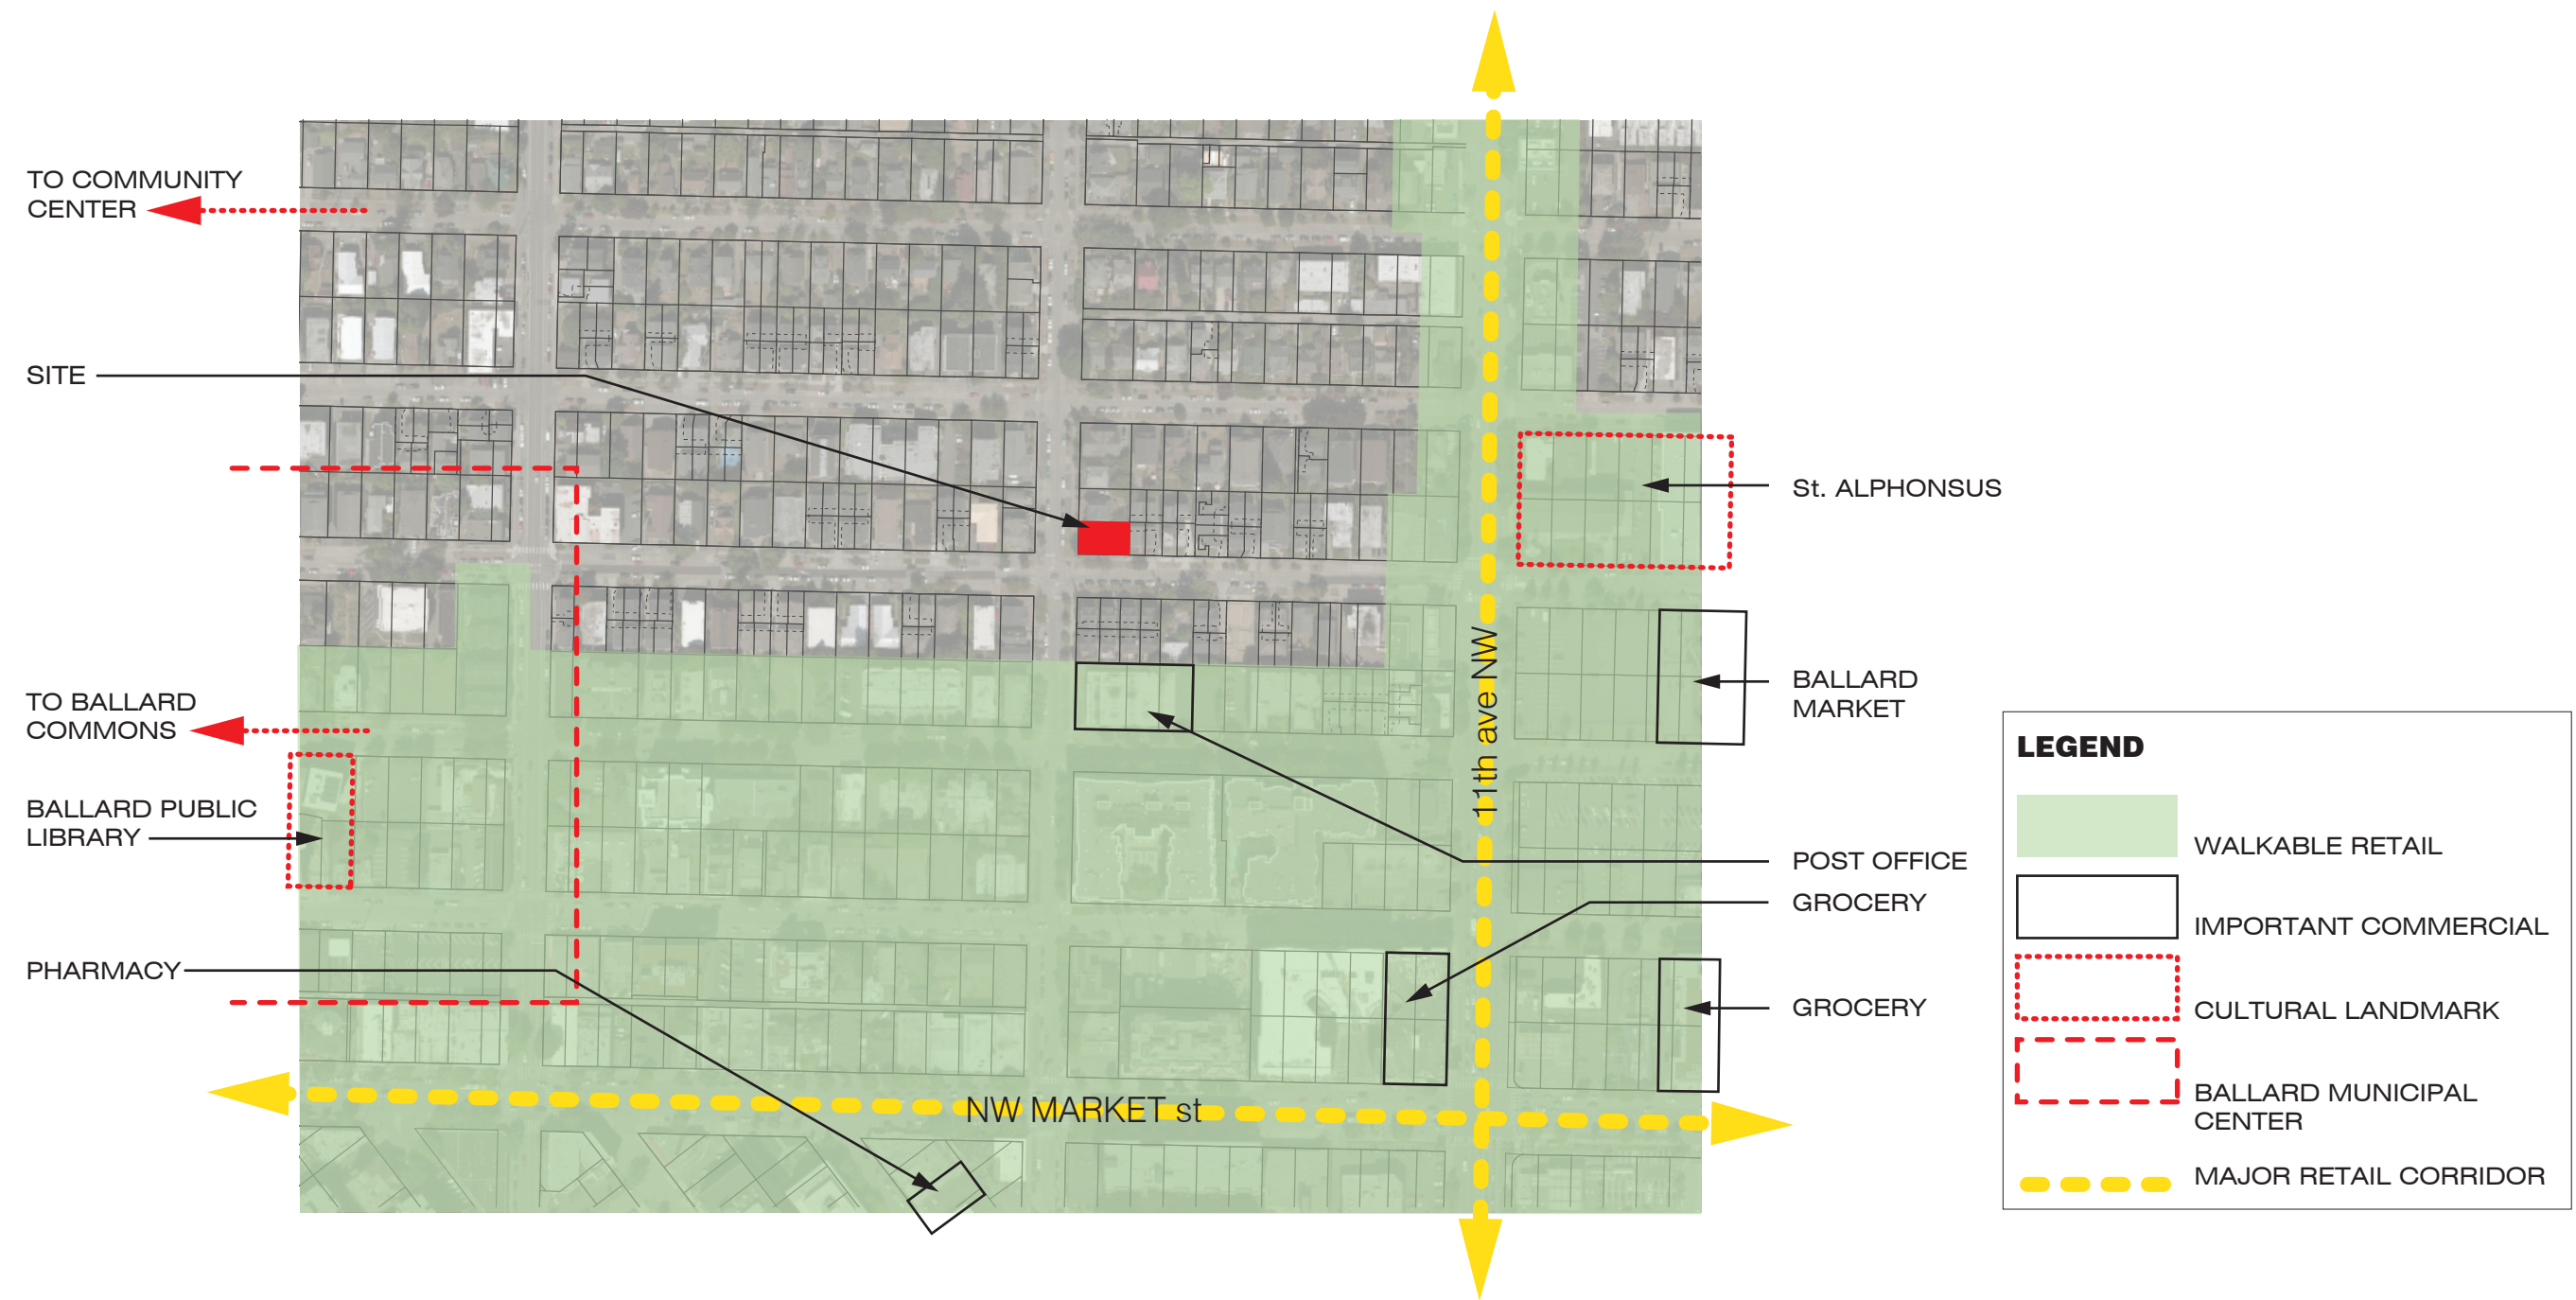 TO COMMUNITY
CENTER
SITE
TO BALLARD
COMMONS
BALLARD PUBLIC
LIBRARY
PHARMACY
11th ave NW
NW MARKET st
St. ALPHONSUS
BALLARD
MARKET
POST OFFICE
GROCERY
GROCERY
LEGEND
WALKABLE RETAIL
IMPORTANT COMMERCIAL
CULTURAL LANDMARK
BALLARD MUNICIPAL
CENTER
MAJOR RETAIL CORRIDOR